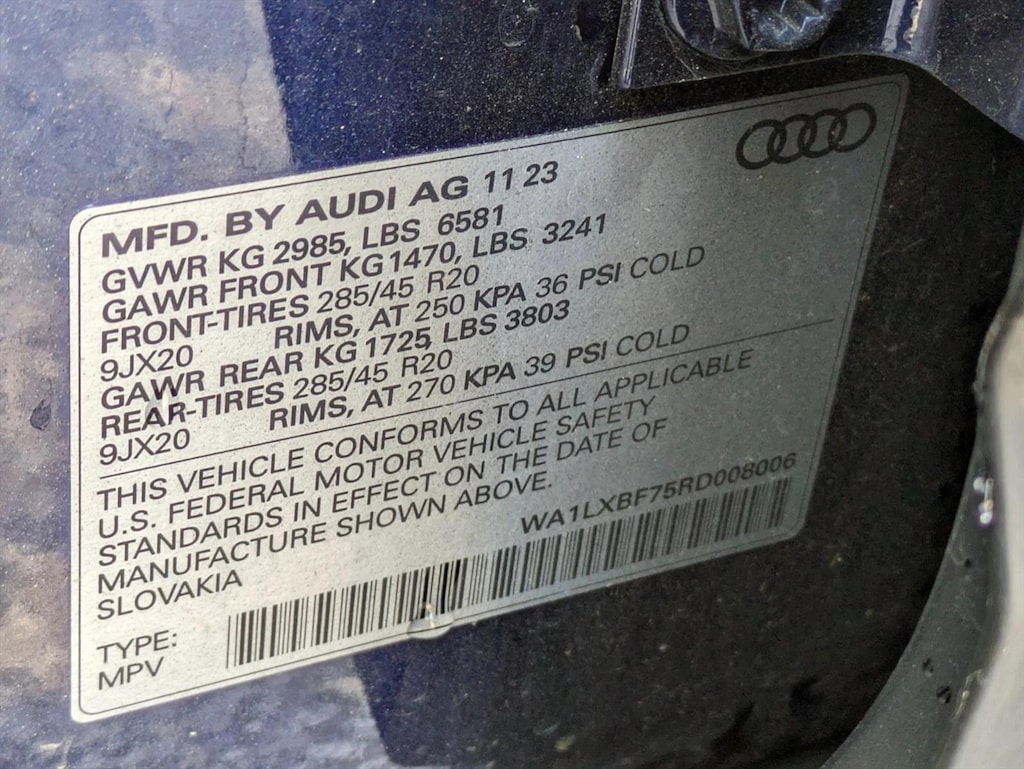 MFD. BY AUDI AG 11 23
GVWR KG 2985, LBS 6581
GAWR FRONT KG 1470, LBS 3241
FRONT-TIRES 285/45 R20
9JX20 RIMS, AT 250 KPA 36 PSI COLD
GAWR REAR KG 1725, LBS 3803
REAR-TIRES 285/45 R20
9JX20 RIMS, AT 270 KPA 39 PSI COLD
THIS VEHICLE CONFORMS TO ALL APPLICABLE
U.S. FEDERAL MOTOR VEHICLE SAFETY
STANDARDS IN EFFECT ON THE DATE OF
MANUFACTURE SHOWN ABOVE.
SLOVAKIA
WA1LXBF75RD008006
TYPE:
MPV